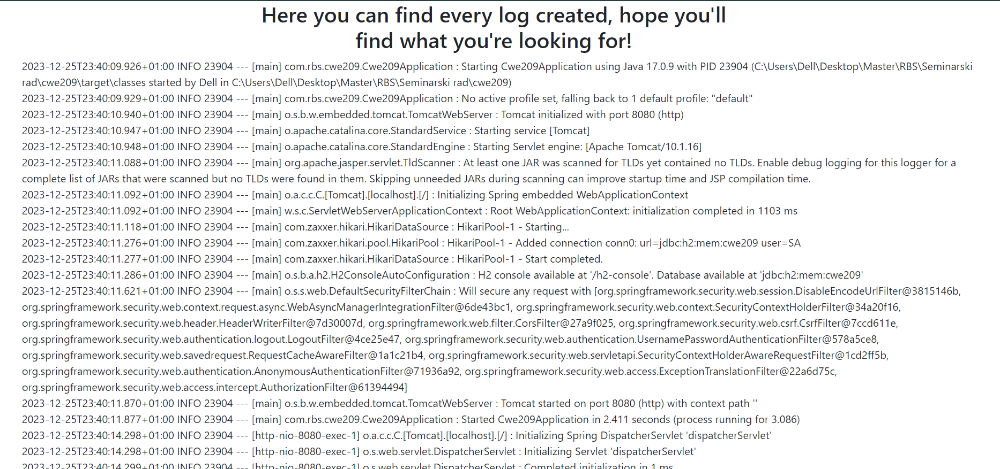 Here you can find every log created, hope you'll
find what you're looking for!
2023-12-25T23:40:09.926+01:00 INFO 23904 --- [main] com.rbs.cwe209.Cwe209Application : Starting Cwe209Application using Java 17.0.9 with PID 23904 (C:\Users\Dell\Desktop\Master\RBS\Seminarski
rad\cwe209\target\classes started by Dell in C:\Users\Dell\Desktop\Master\RBS\Seminarski rad\cwe209)
2023-12-25T23:40:09.929+01:00 INFO 23904 --- [main] com.rbs.cwe209.Cwe209Application : No active profile set, falling back to 1 default profile: "default"
2023-12-25T23:40:10.940+01:00 INFO 23904 --- [main] o.s.b.w.embedded.tomcat.TomcatWebServer : Tomcat initialized with port 8080 (http)
2023-12-25T23:40:10.947+01:00 INFO 23904 --- [main] o.apache.catalina.core.StandardService : Starting service [Tomcat]
2023-12-25T23:40:10.948+01:00 INFO 23904 --- [main] o.apache.catalina.core.StandardEngine : Starting Servlet engine: [Apache Tomcat/10.1.16]
2023-12-25T23:40:11.088+01:00 INFO 23904 --- [main] org.apache.jasper.servlet.TldScanner : At least one JAR was scanned for TLDs yet contained no TLDs. Enable debug logging for this logger for a
complete list of JARs that were scanned but no TLDs were found in them. Skipping unneeded JARs during scanning can improve startup time and JSP compilation time.
2023-12-25T23:40:11.092+01:00 INFO 23904 --- [main] o.a.c.c.C.[Tomcat].[localhost].[/] : Initializing Spring embedded WebApplicationContext
2023-12-25T23:40:11.092+01:00 INFO 23904 --- [main] w.s.c.ServletWebServerApplicationContext : Root WebApplicationContext: initialization completed in 1103 ms
2023-12-25T23:40:11.118+01:00 INFO 23904 --- [main] com.zaxxer.hikari.HikariDataSource : HikariPool-1 - Starting...
2023-12-25T23:40:11.276+01:00 INFO 23904 --- [main] com.zaxxer.hikari.pool.HikariPool : HikariPool-1 - Added connection conn0: url=jdbc:h2:mem:cwe209 user=SA
2023-12-25T23:40:11.277+01:00 INFO 23904 --- [main] com.zaxxer.hikari.HikariDataSource : HikariPool-1 - Start completed.
2023-12-25T23:40:11.286+01:00 INFO 23904 --- [main] o.s.b.a.h2.H2ConsoleAutoConfiguration : H2 console available at '/h2-console'. Database available at 'jdbc:h2:mem:cwe209'
2023-12-25T23:40:11.621+01:00 INFO 23904 --- [main] o.s.s.web.DefaultSecurityFilterChain : Will secure any request with [org.springframework.security.web.session.DisableEncodeUrlFilter@3815146b,
org.springframework.security.web.context.request.async.WebAsyncManagerIntegrationFilter@6de43bc1, org.springframework.security.web.context.SecurityContextHolderFilter@34a20f16,
org.springframework.security.web.header.HeaderWriterFilter@7d30007d, org.springframework.web.filter.CorsFilter@27a9f025, org.springframework.security.web.csrf.CsrfFilter@7ccd611e,
org.springframework.security.web.authentication.logout.LogoutFilter@4ce25e47, org.springframework.security.web.authentication.UsernamePasswordAuthenticationFilter@578a5ce8,
org.springframework.security.web.savedrequest.RequestCacheAwareFilter@1a1c21b4, org.springframework.security.web.servletapi.SecurityContextHolderAwareRequestFilter@1cd2ff5b,
org.springframework.security.web.authentication.AnonymousAuthenticationFilter@71936a92, org.springframework.security.web.access.ExceptionTranslationFilter@22a6d75c,
org.springframework.security.web.access.intercept.AuthorizationFilter@61394494]
2023-12-25T23:40:11.870+01:00 INFO 23904 --- [main] o.s.b.w.embedded.tomcat.TomcatWebServer : Tomcat started on port 8080 (http) with context path ''
2023-12-25T23:40:11.877+01:00 INFO 23904 --- [main] com.rbs.cwe209.Cwe209Application : Started Cwe209Application in 2.411 seconds (process running for 3.086)
2023-12-25T23:40:14.298+01:00 INFO 23904 --- [http-nio-8080-exec-1] o.a.c.c.C.[Tomcat].[localhost].[/] : Initializing Spring DispatcherServlet 'dispatcherServlet'
2023-12-25T23:40:14.298+01:00 INFO 23904 --- [http-nio-8080-exec-1] o.s.web.servlet.DispatcherServlet : Initializing Servlet 'dispatcherServlet'
2023-12-25T23:40:14.299+01:00 INFO 23904 --- [http-nio-8080-exec-1] o.s.web.servlet.DispatcherServlet : Completed initialization in 1 ms